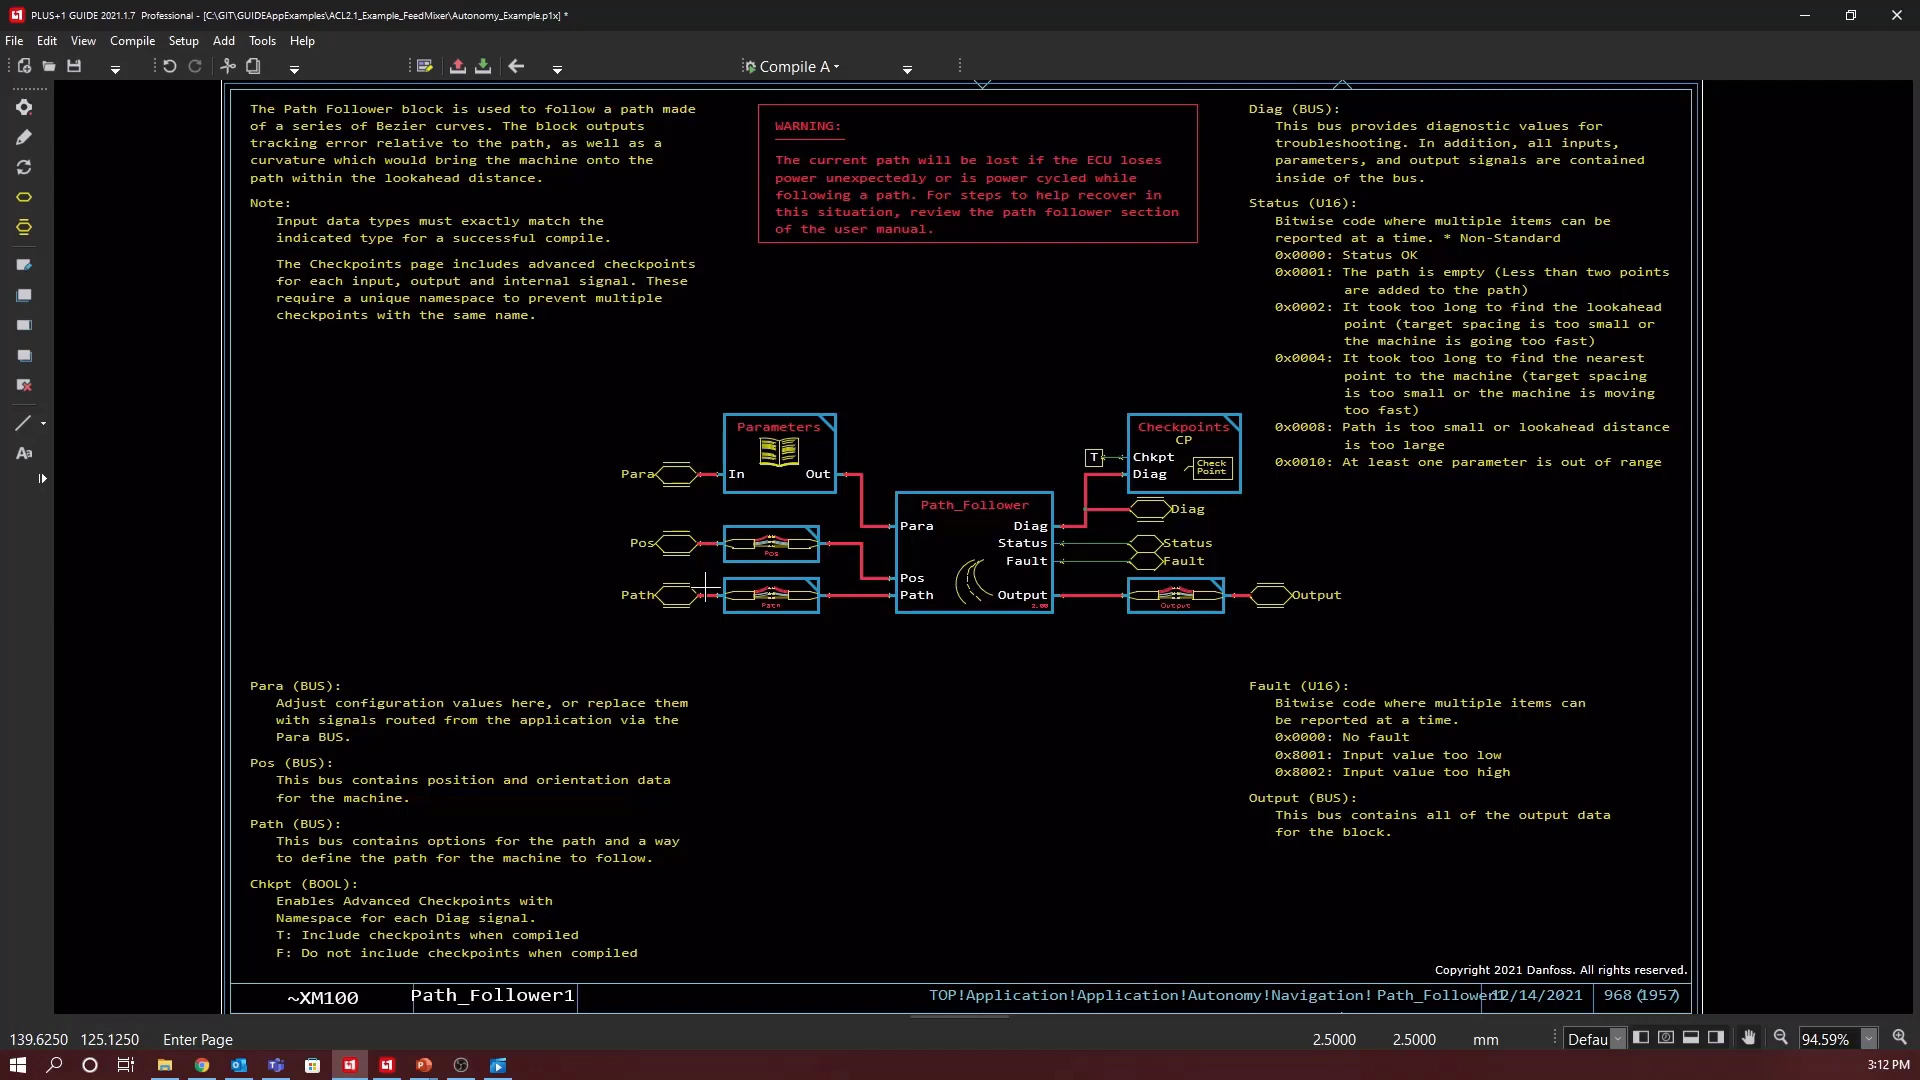 PLUS+1 GUIDE 2021.1.7  Professional - [C:\GIT\GUIDEAppExamples\ACL2.1_Example_FeedMixer\Autonomy_Example.p1x] *
File Edit View Compile Setup Add Tools Help
Compile A
The Path Follower block is used to follow a path made
of a series of Bezier curves. The block outputs
tracking error relative to the path, as well as a
curvature which would bring the machine onto the
path within the lookahead distance.
Note:
Input data types must exactly match the
indicated type for a successful compile.
The Checkpoints page includes advanced checkpoints
for each input, output and internal signal. These
require a unique namespace to prevent multiple
checkpoints with the same name.
WARNING:
The current path will be lost if the ECU loses
power unexpectedly or is power cycled while
following a path. For steps to help recover in
this situation, review the path follower section
of the user manual.
Diag (BUS):
This bus provides diagnostic values for
troubleshooting. In addition, all inputs,
parameters, and output signals are contained
inside of the bus.
Status (U16):
Bitwise code where multiple items can be
reported at a time. * Non-Standard
0x0000: Status OK
0x0001: The path is empty (Less than two points
are added to the path)
0x0002: It took too long to find the lookahead
point (target spacing is too small or
the machine is going too fast)
0x0004: It took too long to find the nearest
point to the machine (target spacing
is too small or the machine is moving
too fast)
0x0008: Path is too small or lookahead distance
is too large
0x0010: At least one parameter is out of range
Parameters
Para
In Out
Pos
Pos
Path
Path
Path_Follower
Para Diag
Status
Fault
Pos
Path Output
2.00
Checkpoints
CP
T Chkpt
Diag
Check
Point
Diag
Status
Fault
Output
Output
Para (BUS):
Adjust configuration values here, or replace them
with signals routed from the application via the
Para BUS.
Pos (BUS):
This bus contains position and orientation data
for the machine.
Path (BUS):
This bus contains options for the path and a way
to define the path for the machine to follow.
Chkpt (BOOL):
Enables Advanced Checkpoints with
Namespace for each Diag signal.
T: Include checkpoints when compiled
F: Do not include checkpoints when compiled
Fault (U16):
Bitwise code where multiple items can
be reported at a time.
0x0000: No fault
0x8001: Input value too low
0x8002: Input value too high
Output (BUS):
This bus contains all of the output data
for the block.
Copyright 2021 Danfoss. All rights reserved.
~XM100 Path_Follower1 TOP!Application!Application!Autonomy!Navigation! Path_Follower1 12/14/2021 968 (1957)
139.6250 125.1250 Enter Page 2.5000 2.5000 mm Defau 94.59%
3:12 PM